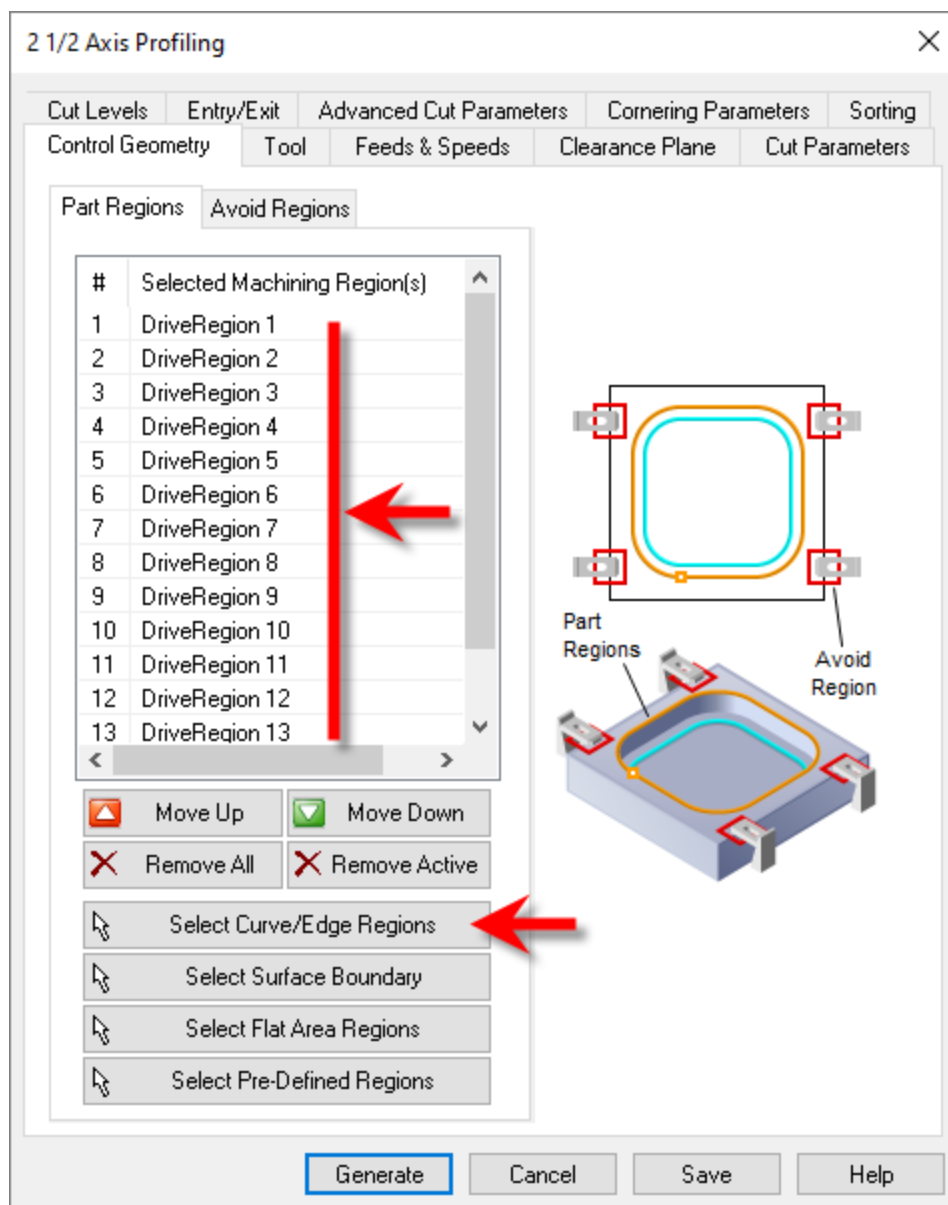 2 1/2 Axis Profiling
Cut Levels Entry/Exit Advanced Cut Parameters Cornering Parameters Sorting
Control Geometry Tool Feeds & Speeds Clearance Plane Cut Parameters
Part Regions Avoid Regions
# Selected Machining Region(s)
1 DriveRegion 1
2 DriveRegion 2
3 DriveRegion 3
4 DriveRegion 4
5 DriveRegion 5
6 DriveRegion 6
7 DriveRegion 7
8 DriveRegion 8
9 DriveRegion 9
10 DriveRegion 10
11 DriveRegion 11
12 DriveRegion 12
13 DriveRegion 13
Move Up Move Down
Remove All Remove Active
Select Curve/Edge Regions
Select Surface Boundary
Select Flat Area Regions
Select Pre-Defined Regions
Part
Regions
Avoid
Region
Generate Cancel Save Help